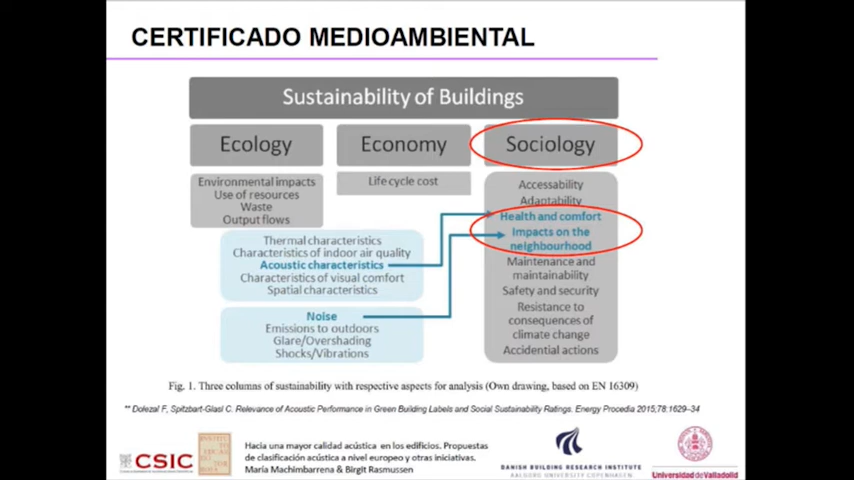 CERTIFICADO MEDIOAMBIENTAL
Sustainability of Buildings
Ecology
Economy
Sociology
Environmental impacts
Use of resources
Waste
Output flows
Life cycle cost
Accessability
Adaptability
Health and comfort
Impacts on the
neighbourhood
Maintenance and
maintainability
Safety and security
Resistance to
consequences of
climate change
Accidential actions
Thermal characteristics
Characteristics of indoor air quality
Acoustic characteristics
Characteristics of visual comfort
Spatial characteristics
Noise
Emissions to outdoors
Glare/Overshading
Shocks/Vibrations
Fig. 1. Three columns of sustainability with respective aspects for analysis (Own drawing, based on EN 16309)
** Dolezal F, Spitzbart-Glasl C. Relevance of Acoustic Performance in Green Building Labels and Social Sustainability Ratings. Energy Procedia 2015;78:1629–34
CSIC
Hacia una mayor calidad acústica en los edificios. Propuestas
de clasificación acústica a nivel europeo y otras iniciativas.
María Machimbarrena & Birgit Rasmussen
DANISH BUILDING RESEARCH INSTITUTE
AALBORG UNIVERSITY COPENHAGEN
Universidad de Valladolid